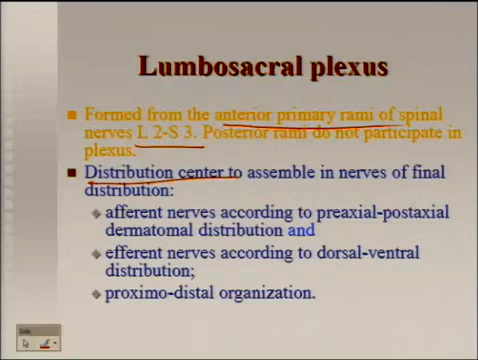 Lumbosacral plexus
Formed from the anterior primary rami of spinal
nerves L 2-S 3. Posterior rami do not participate in
plexus.
Distribution center to assemble in nerves of final
distribution:
afferent nerves according to preaxial-postaxial
dermatomal distribution and
efferent nerves according to dorsal-ventral
distribution;
proximo-distal organization.